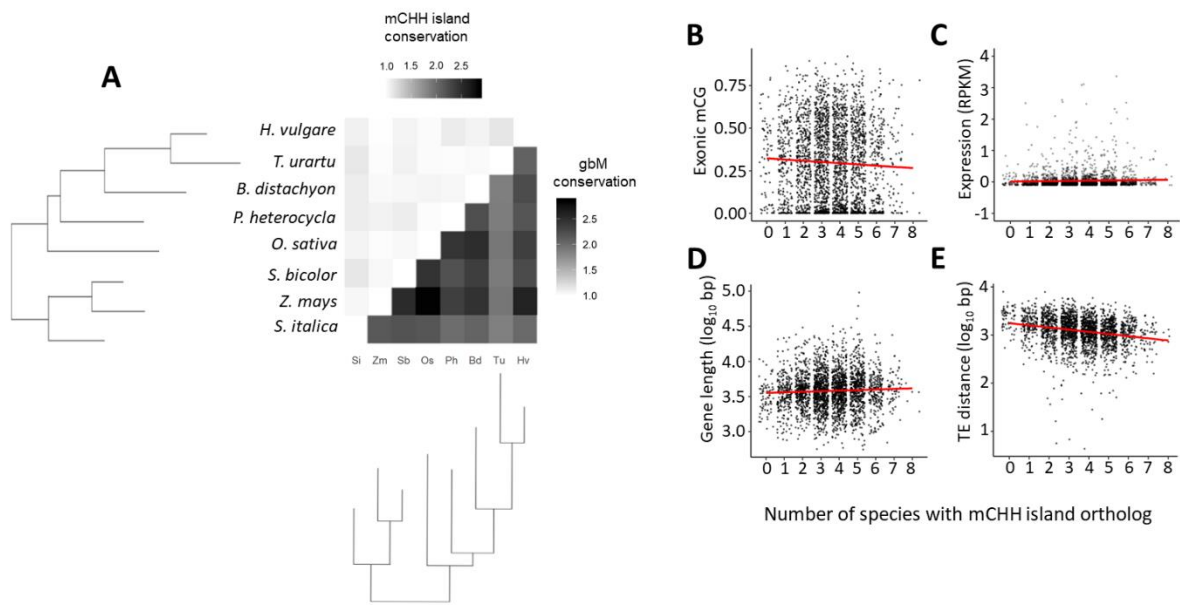 A
mCHH island
conservation
1.0 1.5 2.0 2.5
H. vulgare
T. urartu
B. distachyon
P. heterocycla
O. sativa
S. bicolor
Z. mays
S. italica
Si Zm Sb Os Ph Bd Tu Hv
gbM
conservation
2.5
2.0
1.5
1.0
B
Exonic mCG
0.75
0.50
0.25
0.00
0 1 2 3 4 5 6 7 8
C
Expression (RPKM)
4
3
2
1
0
-1
0 1 2 3 4 5 6 7 8
D
Gene length (log10 bp)
5.0
4.5
4.0
3.5
3.0
0 1 2 3 4 5 6 7 8
E
TE distance (log10 bp)
4
3
2
1
0 1 2 3 4 5 6 7 8
Number of species with mCHH island ortholog